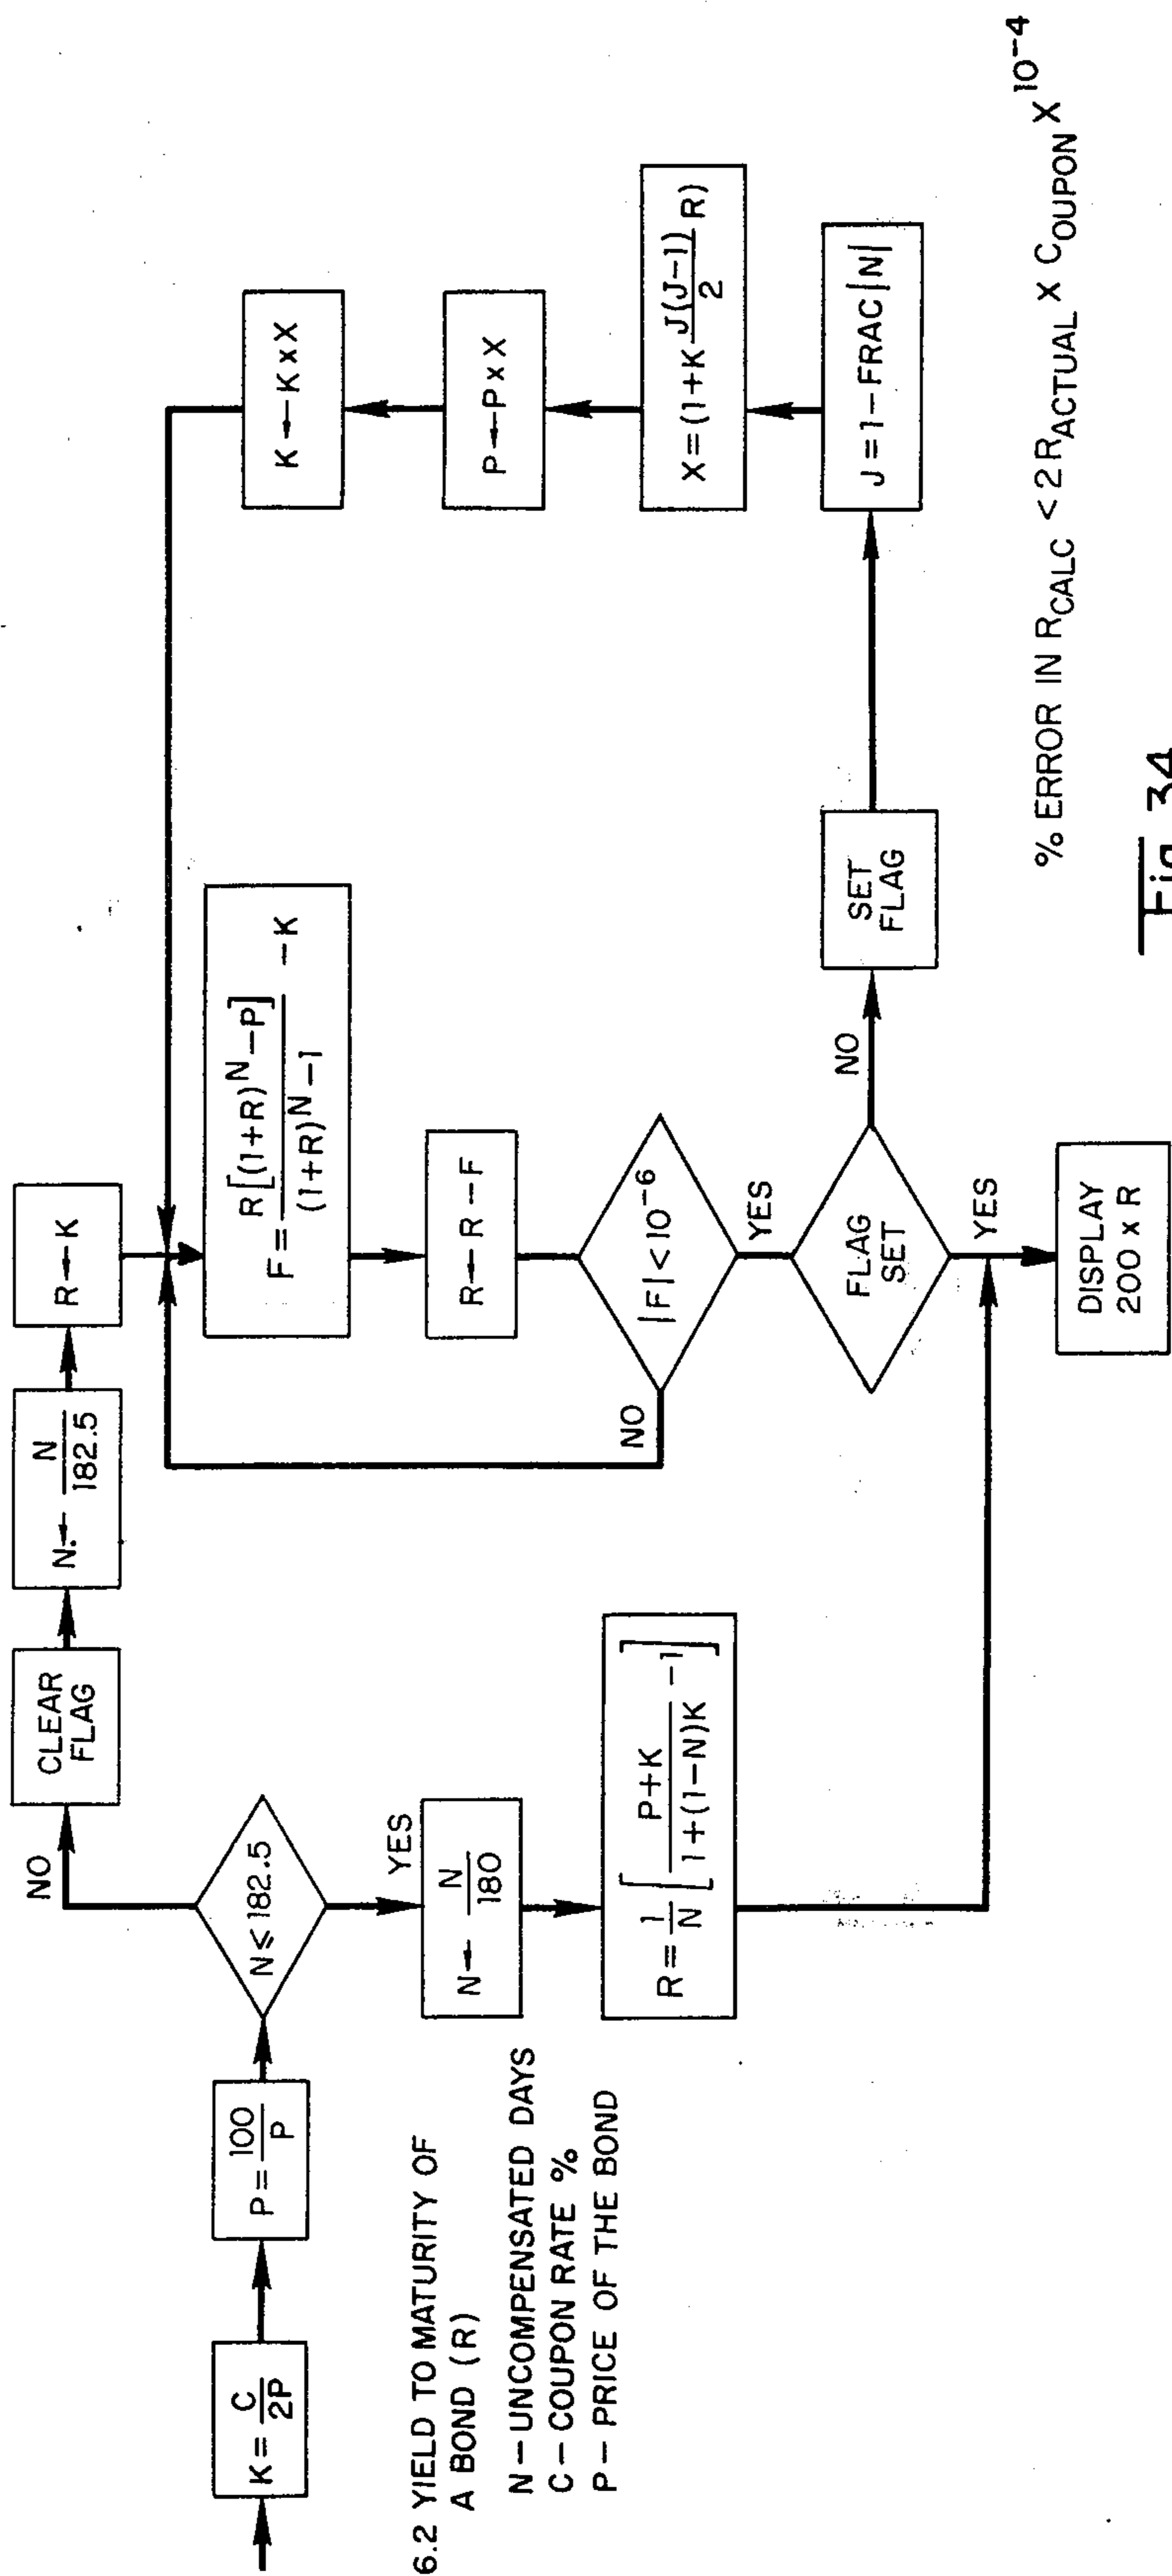 6.2 YIELD TO MATURITY OF
A BOND (R)
N – UNCOMPENSATED DAYS
C – COUPON RATE %
P – PRICE OF THE BOND
K = C/2P
P = 100/P
N ≤ 182.5
NO
CLEAR
FLAG
N ← N/182.5
R ← K
YES
N ← N/180
R = 1/N [ (P+K)/(1+(1−N)K) −1 ]
F = R[(1+R)^N −P]/((1+R)^N −1) −K
R ← R − F
|F| < 10^−6
NO
YES
FLAG
SET
NO
YES
SET
FLAG
J = 1 − FRAC |N|
X = (1+K J(J−1)/2 R)
P ← P x X
K ← K x X
DISPLAY
200 x R
% ERROR IN R_CALC < 2 R_ACTUAL X C_OUPON X 10^−4
Fig 34